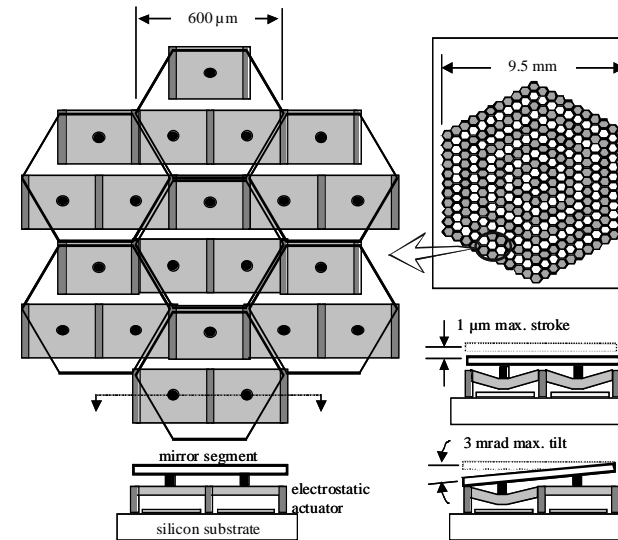 600 µm
9.5 mm
1 µm max. stroke
3 mrad max. tilt
mirror segment
electrostatic
actuator
silicon substrate